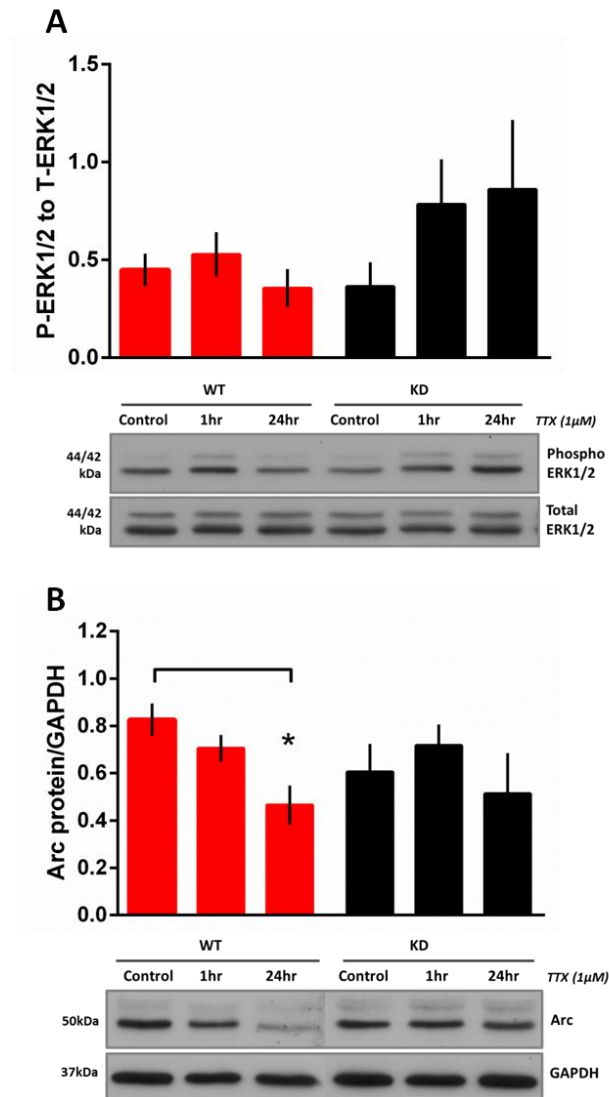 A
P-ERK1/2 to T-ERK1/2
1.5
1.0
0.5
0.0
WT KD
Control 1hr 24hr Control 1hr 24hr TTX (1µM)
44/42 Phospho
kDa ERK1/2
44/42 Total
kDa ERK1/2
B
Arc protein/GAPDH
1.2
1.0
0.8
0.6
0.4
0.2
0.0
*
WT KD
Control 1hr 24hr Control 1hr 24hr TTX (1µM)
50kDa Arc
37kDa GAPDH